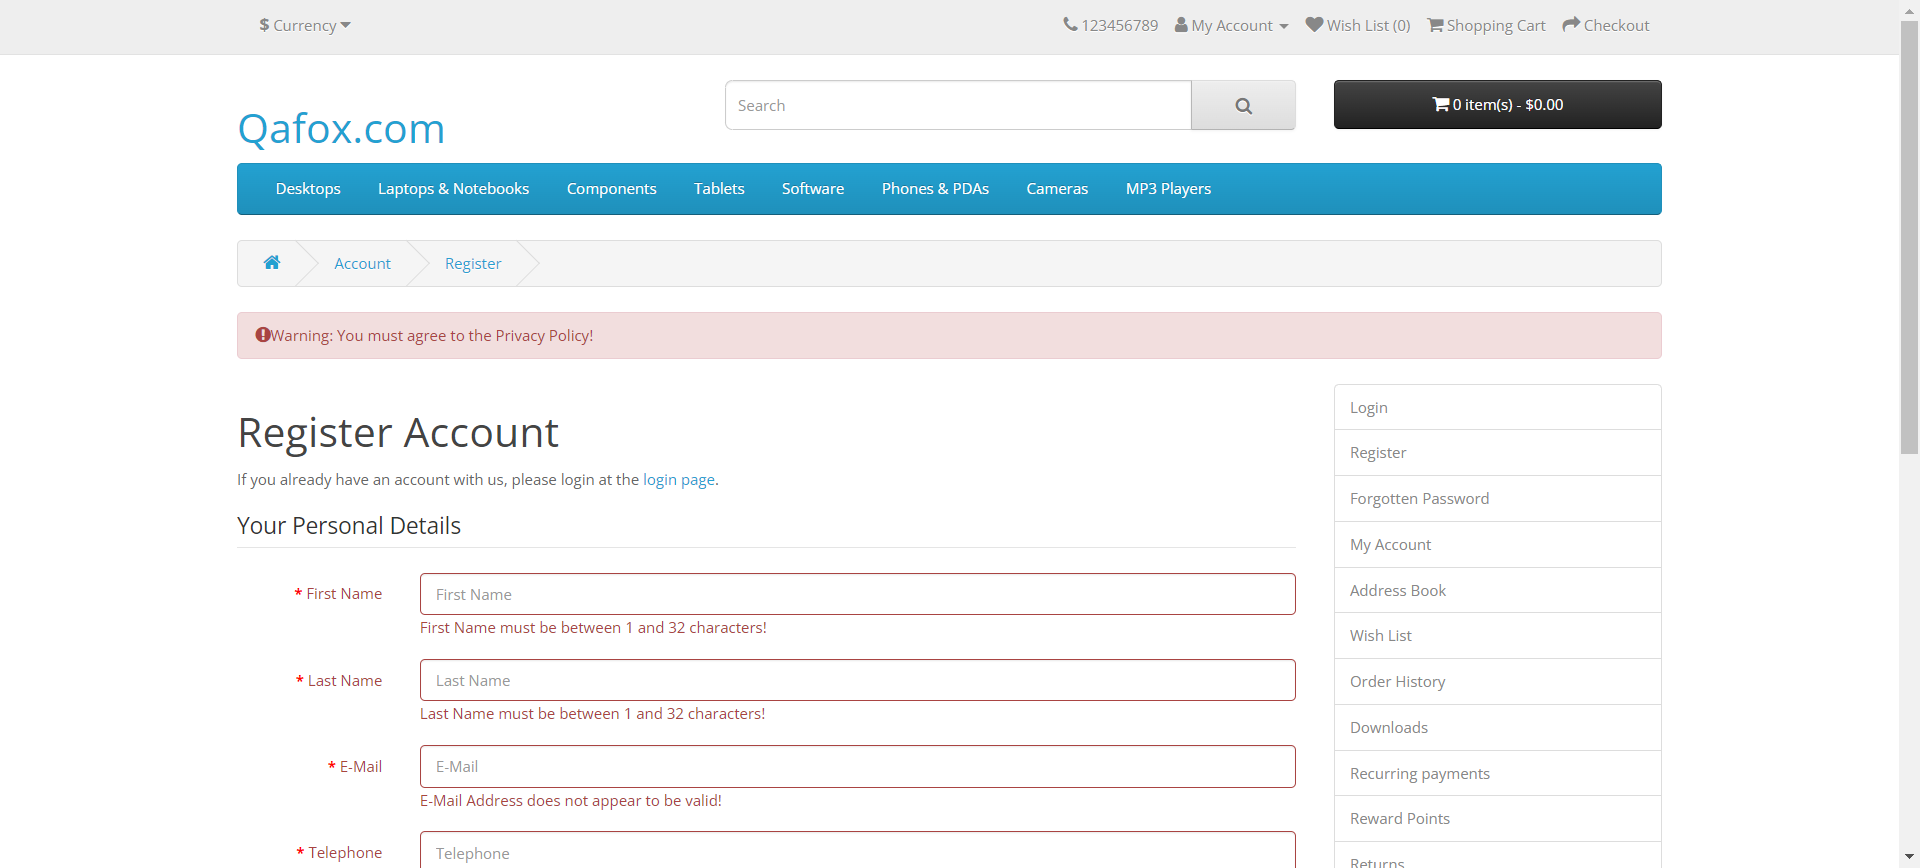 $ Currency
123456789 My Account Wish List (0) Shopping Cart Checkout
Qafox.com
Search
0 item(s) - $0.00
Desktops Laptops & Notebooks Components Tablets Software Phones & PDAs Cameras MP3 Players
Account Register
Warning: You must agree to the Privacy Policy!
Register Account
If you already have an account with us, please login at the login page.
Your Personal Details
* First Name
First Name
First Name must be between 1 and 32 characters!
* Last Name
Last Name
Last Name must be between 1 and 32 characters!
* E-Mail
E-Mail
E-Mail Address does not appear to be valid!
* Telephone
Telephone
Login
Register
Forgotten Password
My Account
Address Book
Wish List
Order History
Downloads
Recurring payments
Reward Points
Returns